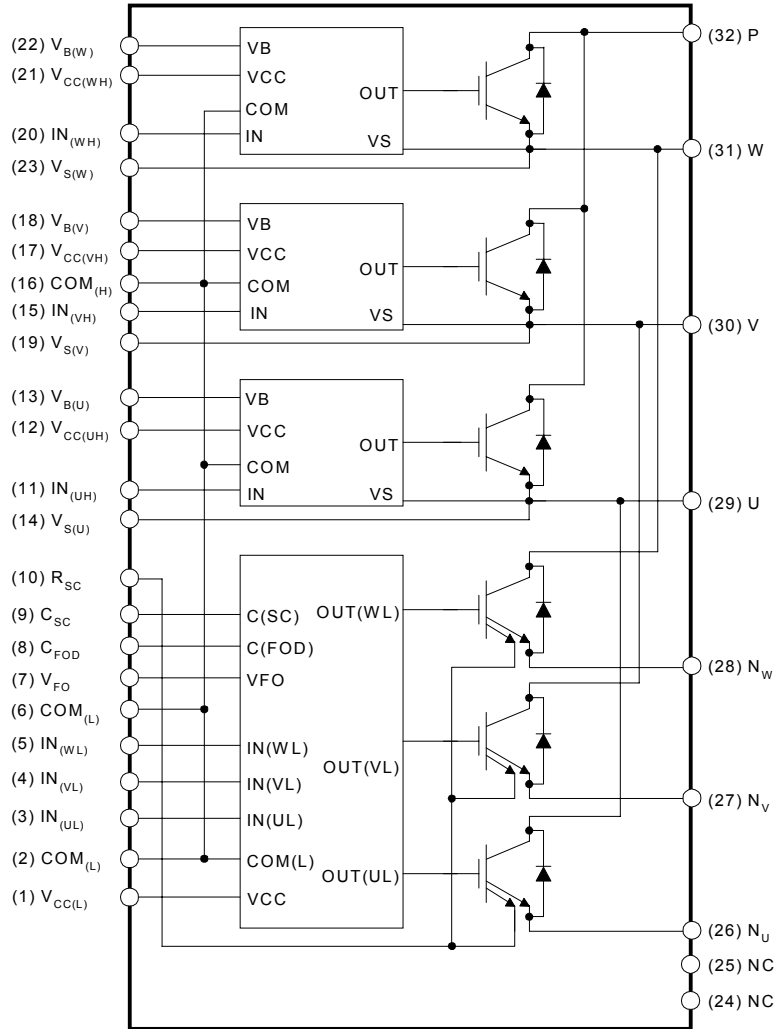 (22) V_B(W)
(21) V_CC(WH)
(20) IN_(WH)
(23) V_S(W)
VB
VCC
COM
IN
OUT
VS
(32) P
(31) W
(18) V_B(V)
(17) V_CC(VH)
(16) COM_(H)
(15) IN_(VH)
(19) V_S(V)
VB
VCC
COM
IN
OUT
VS
(30) V
(13) V_B(U)
(12) V_CC(UH)
(11) IN_(UH)
(14) V_S(U)
VB
VCC
COM
IN
OUT
VS
(29) U
(10) R_SC
(9) C_SC
(8) C_FOD
(7) V_FO
(6) COM_(L)
(5) IN_(WL)
(4) IN_(VL)
(3) IN_(UL)
(2) COM_(L)
(1) V_CC(L)
C(SC)
C(FOD)
VFO
IN(WL)
IN(VL)
IN(UL)
COM(L)
VCC
OUT(WL)
OUT(VL)
OUT(UL)
(28) N_W
(27) N_V
(26) N_U
(25) NC
(24) NC